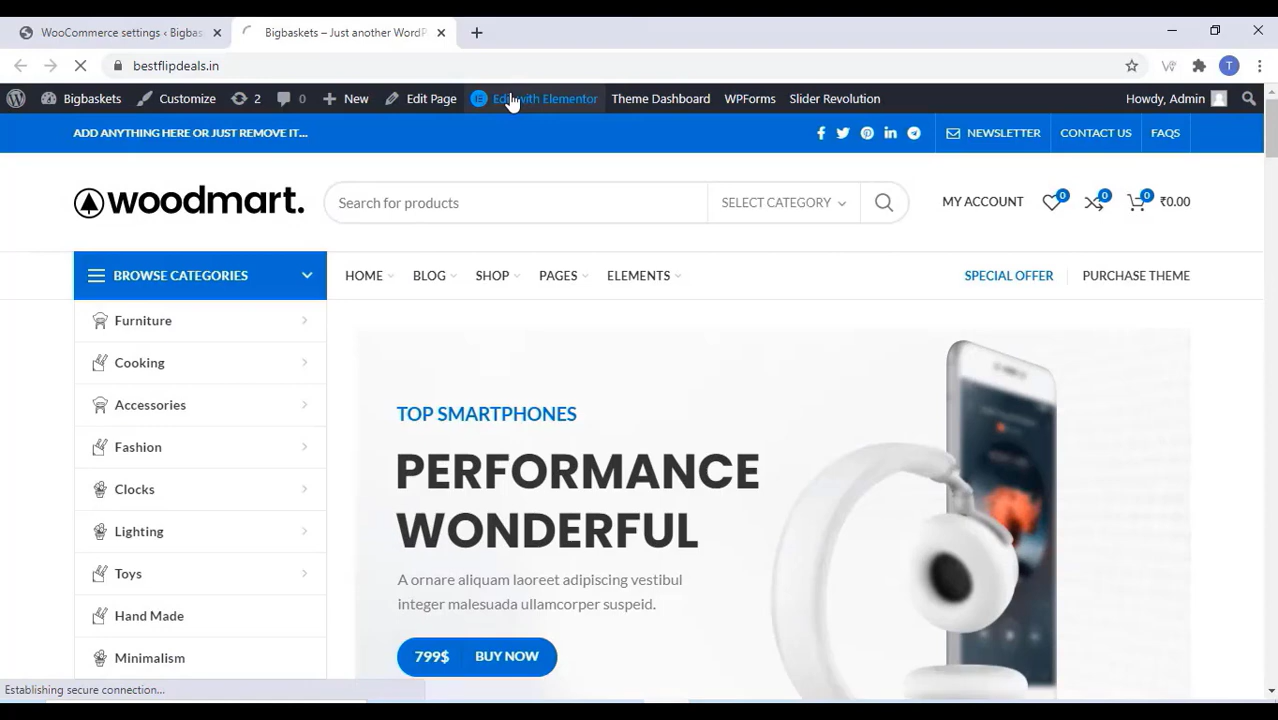 WooCommerce settings ‹ Bigbas
Bigbaskets – Just another WordP
bestflipdeals.in
T
Bigbaskets Customize 2 0 New Edit Page Edit with Elementor Theme Dashboard WPForms Slider Revolution Howdy, Admin
ADD ANYTHING HERE OR JUST REMOVE IT... NEWSLETTER CONTACT US FAQS
woodmart. Search for products SELECT CATEGORY MY ACCOUNT 0 0 0 ₹0.00
BROWSE CATEGORIES HOME BLOG SHOP PAGES ELEMENTS SPECIAL OFFER PURCHASE THEME
Furniture
Cooking
Accessories
Fashion
Clocks
Lighting
Toys
Hand Made
Minimalism
TOP SMARTPHONES
PERFORMANCE
WONDERFUL
A ornare aliquam laoreet adipiscing vestibul
integer malesuada ullamcorper suspeid.
799$ BUY NOW
Establishing secure connection...